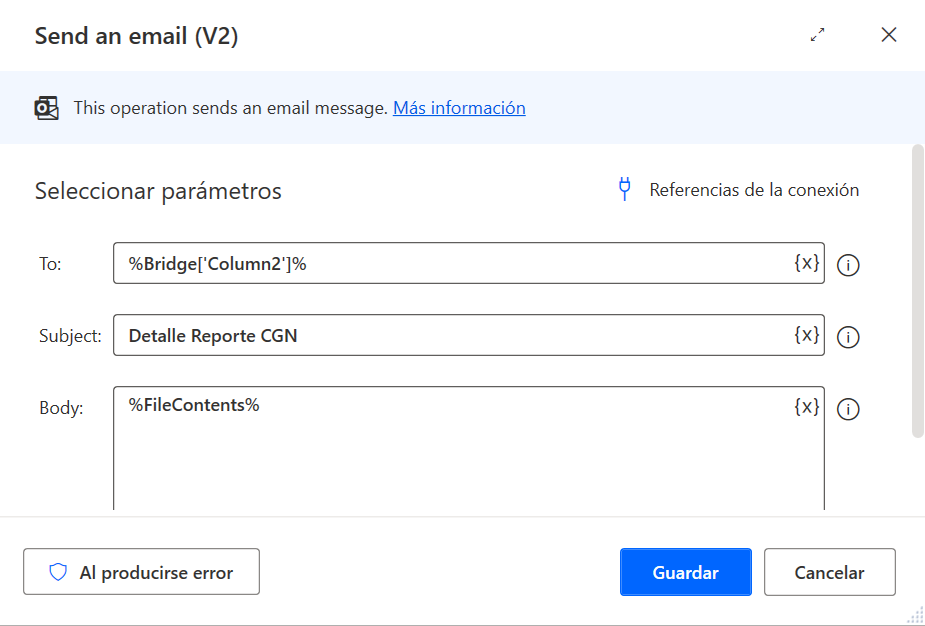 Send an email (V2)
This operation sends an email message. Más información
Seleccionar parámetros
Referencias de la conexión
To:
%Bridge['Column2']%
{x}
Subject:
Detalle Reporte CGN
{x}
Body:
%FileContents%
{x}
Al producirse error
Guardar
Cancelar